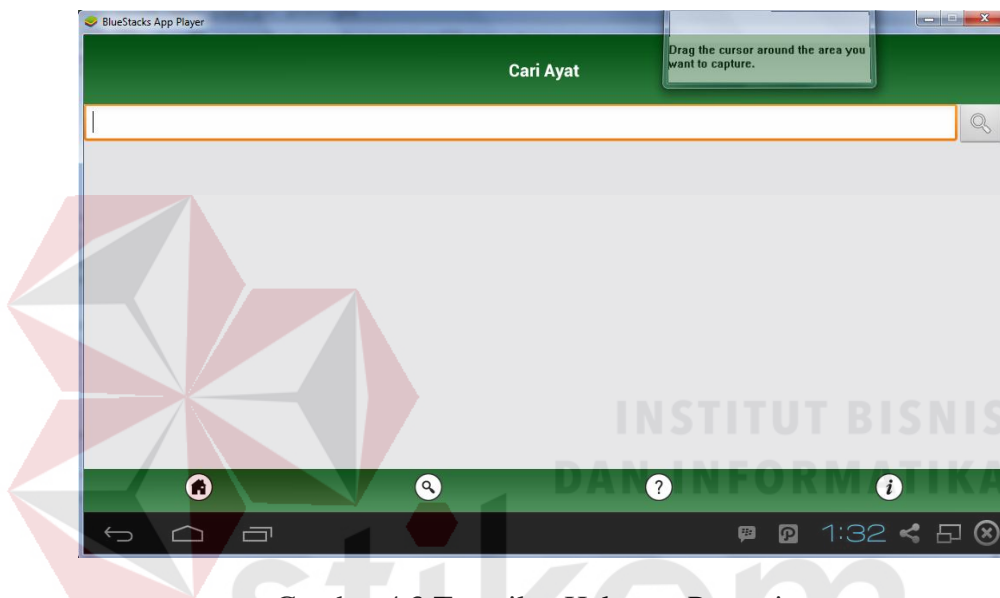 BlueStacks App Player
Drag the cursor around the area you
want to capture.
Cari Ayat
INSTITUT BISNIS
DAN INFORMATIKA
?
i
1:32
stikom